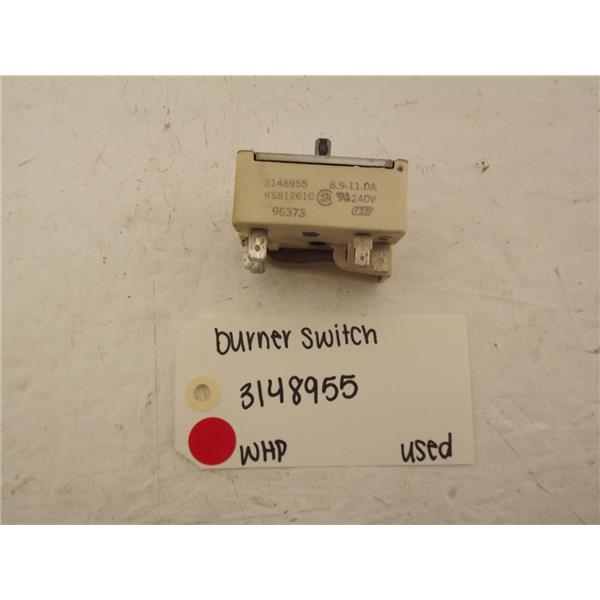 3148955 8.9-11.0A
KS812610 240V
96373
burner switch
3148955
WHP used